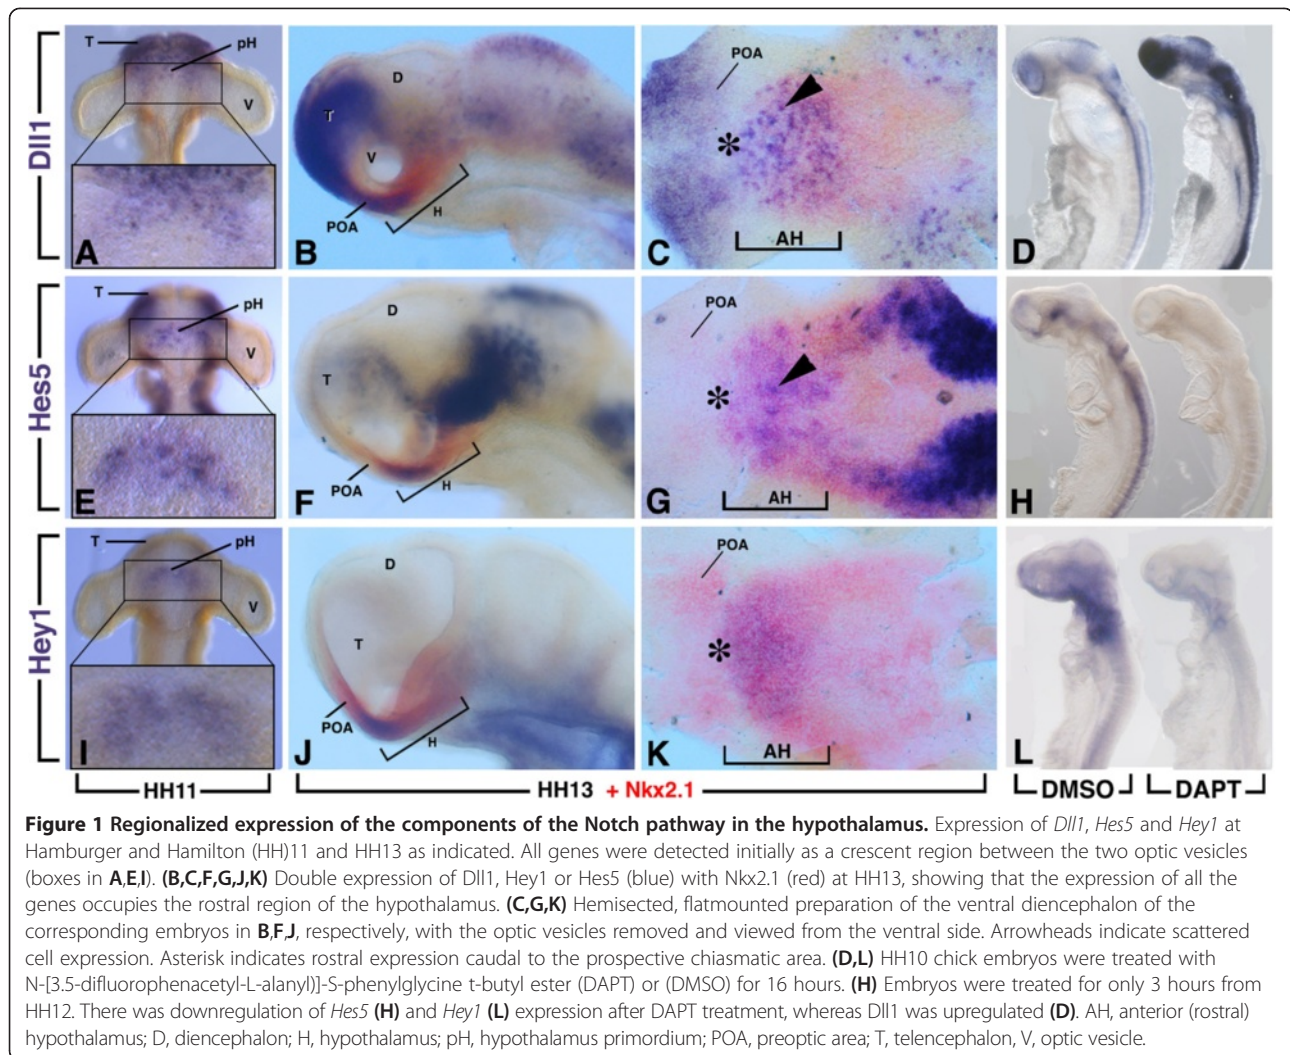 Dll1
T
pH
V
A
D
T
V
POA
H
B
POA
*
AH
C
D
Hes5
T
pH
V
E
D
T
POA
H
F
POA
*
AH
G
H
Hey1
T
pH
V
I
D
T
POA
H
J
POA
*
AH
K
L
HH11
HH13 + Nkx2.1
DMSO
DAPT
Figure 1 Regionalized expression of the components of the Notch pathway in the hypothalamus. Expression of Dll1, Hes5 and Hey1 at
Hamburger and Hamilton (HH)11 and HH13 as indicated. All genes were detected initially as a crescent region between the two optic vesicles
(boxes in A,E,I). (B,C,F,G,J,K) Double expression of Dll1, Hey1 or Hes5 (blue) with Nkx2.1 (red) at HH13, showing that the expression of all the
genes occupies the rostral region of the hypothalamus. (C,G,K) Hemisected, flatmounted preparation of the ventral diencephalon of the
corresponding embryos in B,F,J, respectively, with the optic vesicles removed and viewed from the ventral side. Arrowheads indicate scattered
cell expression. Asterisk indicates rostral expression caudal to the prospective chiasmatic area. (D,L) HH10 chick embryos were treated with
N-[3.5-difluorophenacetyl-L-alanyl)]-S-phenylglycine t-butyl ester (DAPT) or (DMSO) for 16 hours. (H) Embryos were treated for only 3 hours from
HH12. There was downregulation of Hes5 (H) and Hey1 (L) expression after DAPT treatment, whereas Dll1 was upregulated (D). AH, anterior (rostral)
hypothalamus; D, diencephalon; H, hypothalamus; pH, hypothalamus primordium; POA, preoptic area; T, telencephalon, V, optic vesicle.